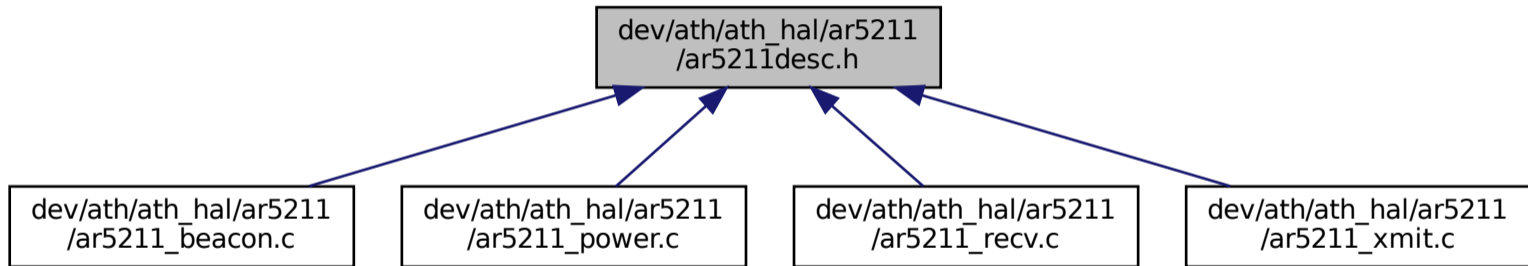 dev/ath/ath_hal/ar5211
/ar5211desc.h
dev/ath/ath_hal/ar5211
/ar5211_beacon.c
dev/ath/ath_hal/ar5211
/ar5211_power.c
dev/ath/ath_hal/ar5211
/ar5211_recv.c
dev/ath/ath_hal/ar5211
/ar5211_xmit.c